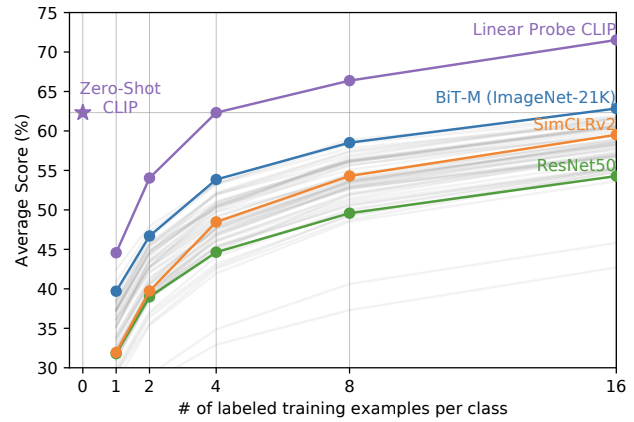 75
70
65
60
55
50
45
40
35
30
Average Score (%)
Linear Probe CLIP
Zero-Shot
CLIP
BiT-M (ImageNet-21K)
SimCLRv2
ResNet50
0 1 2 4 8 16
# of labeled training examples per class